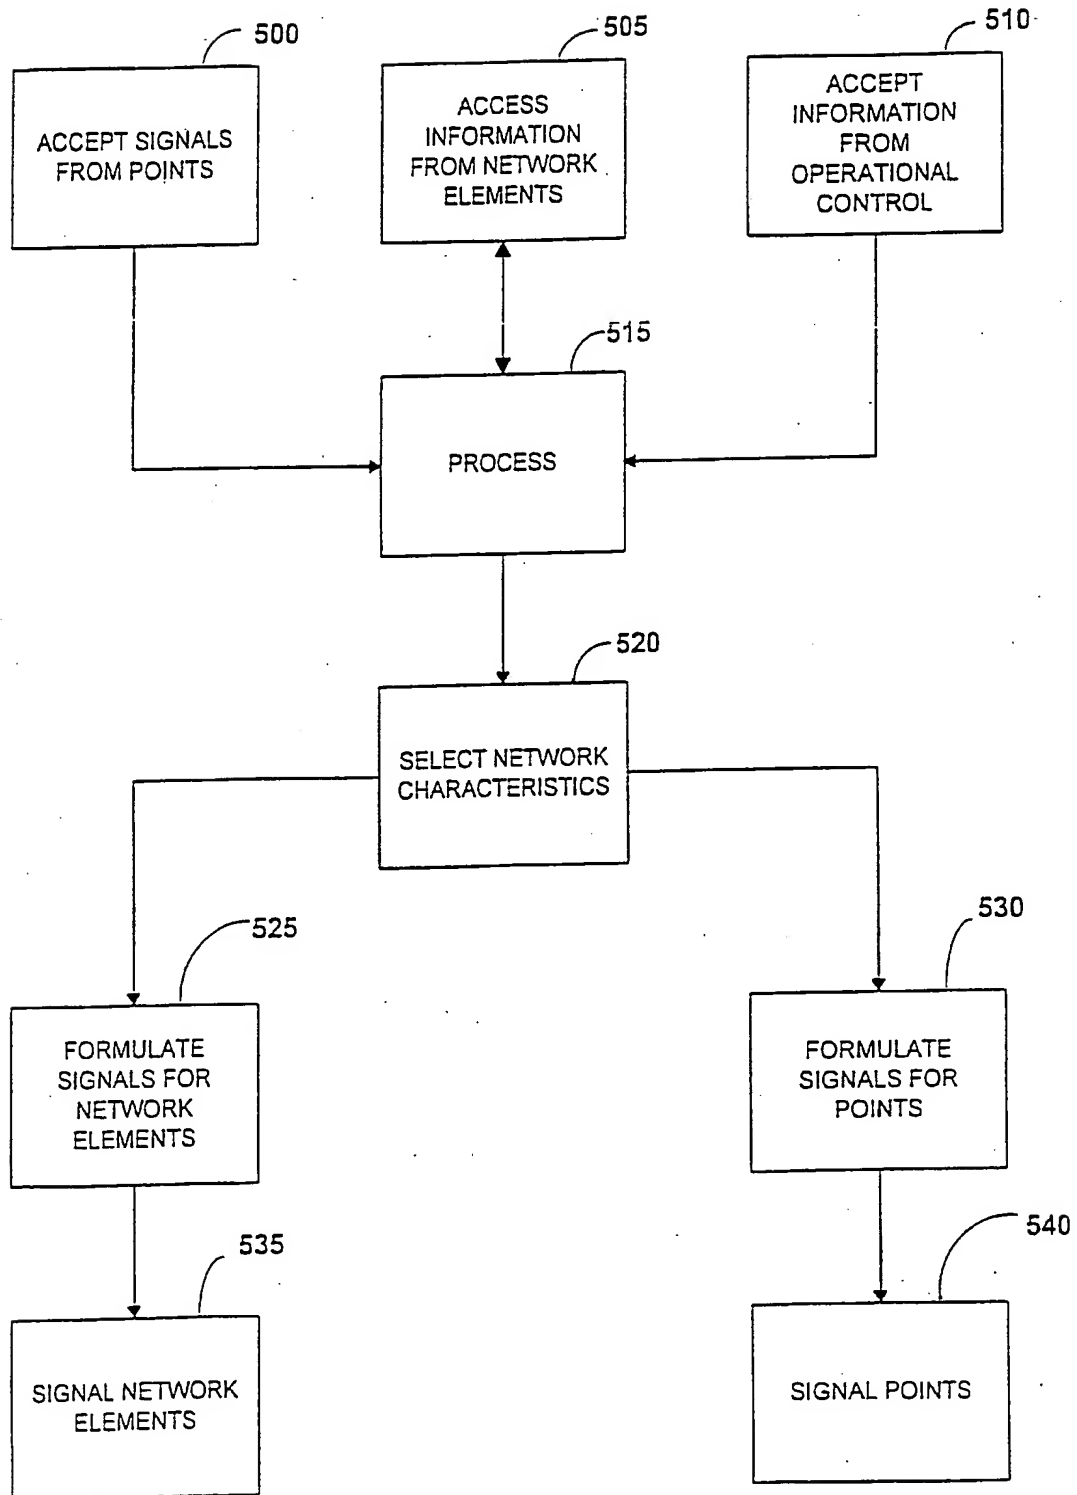 500
ACCEPT SIGNALS
FROM POINTS
505
ACCESS
INFORMATION
FROM NETWORK
ELEMENTS
510
ACCEPT
INFORMATION
FROM
OPERATIONAL
CONTROL
515
PROCESS
520
SELECT NETWORK
CHARACTERISTICS
525
FORMULATE
SIGNALS FOR
NETWORK
ELEMENTS
530
FORMULATE
SIGNALS FOR
POINTS
535
SIGNAL NETWORK
ELEMENTS
540
SIGNAL POINTS